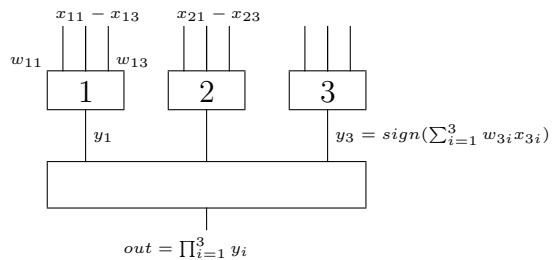 x₁₁ − x₁₃ x₂₁ − x₂₃
w₁₁ w₁₃
1 2 3
y₁ y₃ = sign(∑³ᵢ₌₁ w₃ᵢx₃ᵢ)
out = ∏³ᵢ₌₁ yᵢ